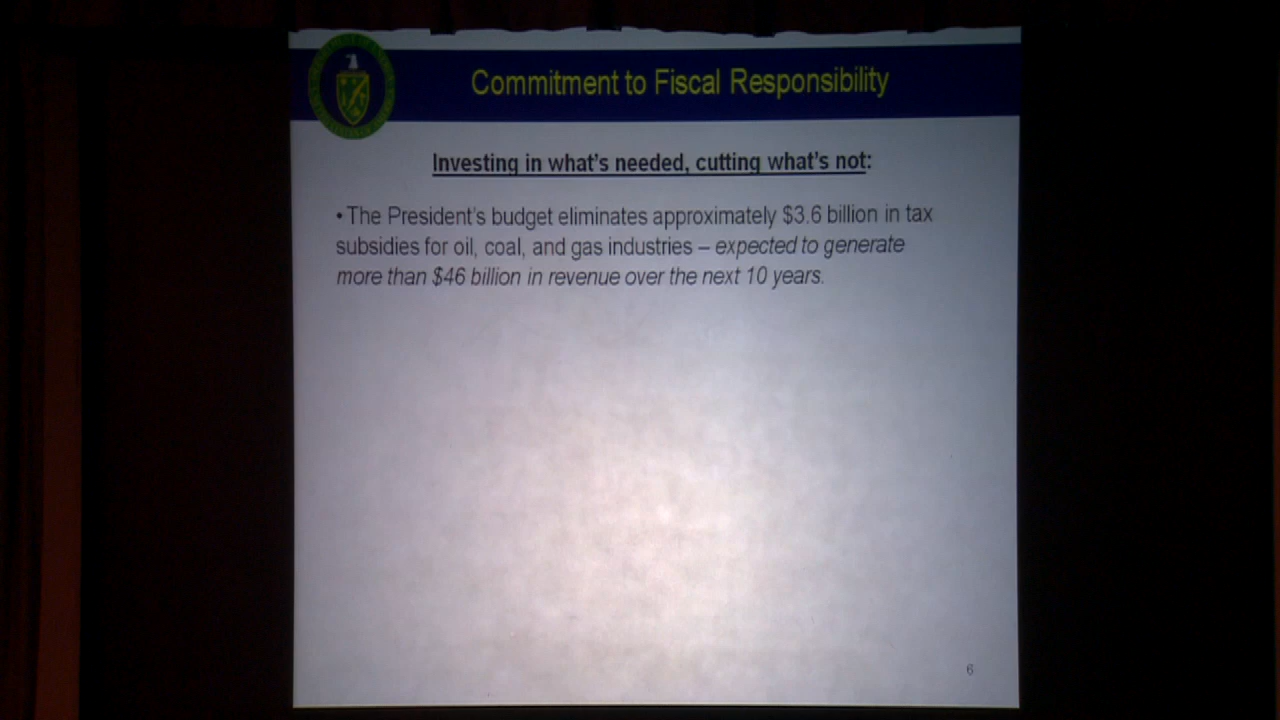 Commitment to Fiscal Responsibility
Investing in what's needed, cutting what's not:
• The President's budget eliminates approximately $3.6 billion in tax
subsidies for oil, coal, and gas industries – expected to generate
more than $46 billion in revenue over the next 10 years.
6